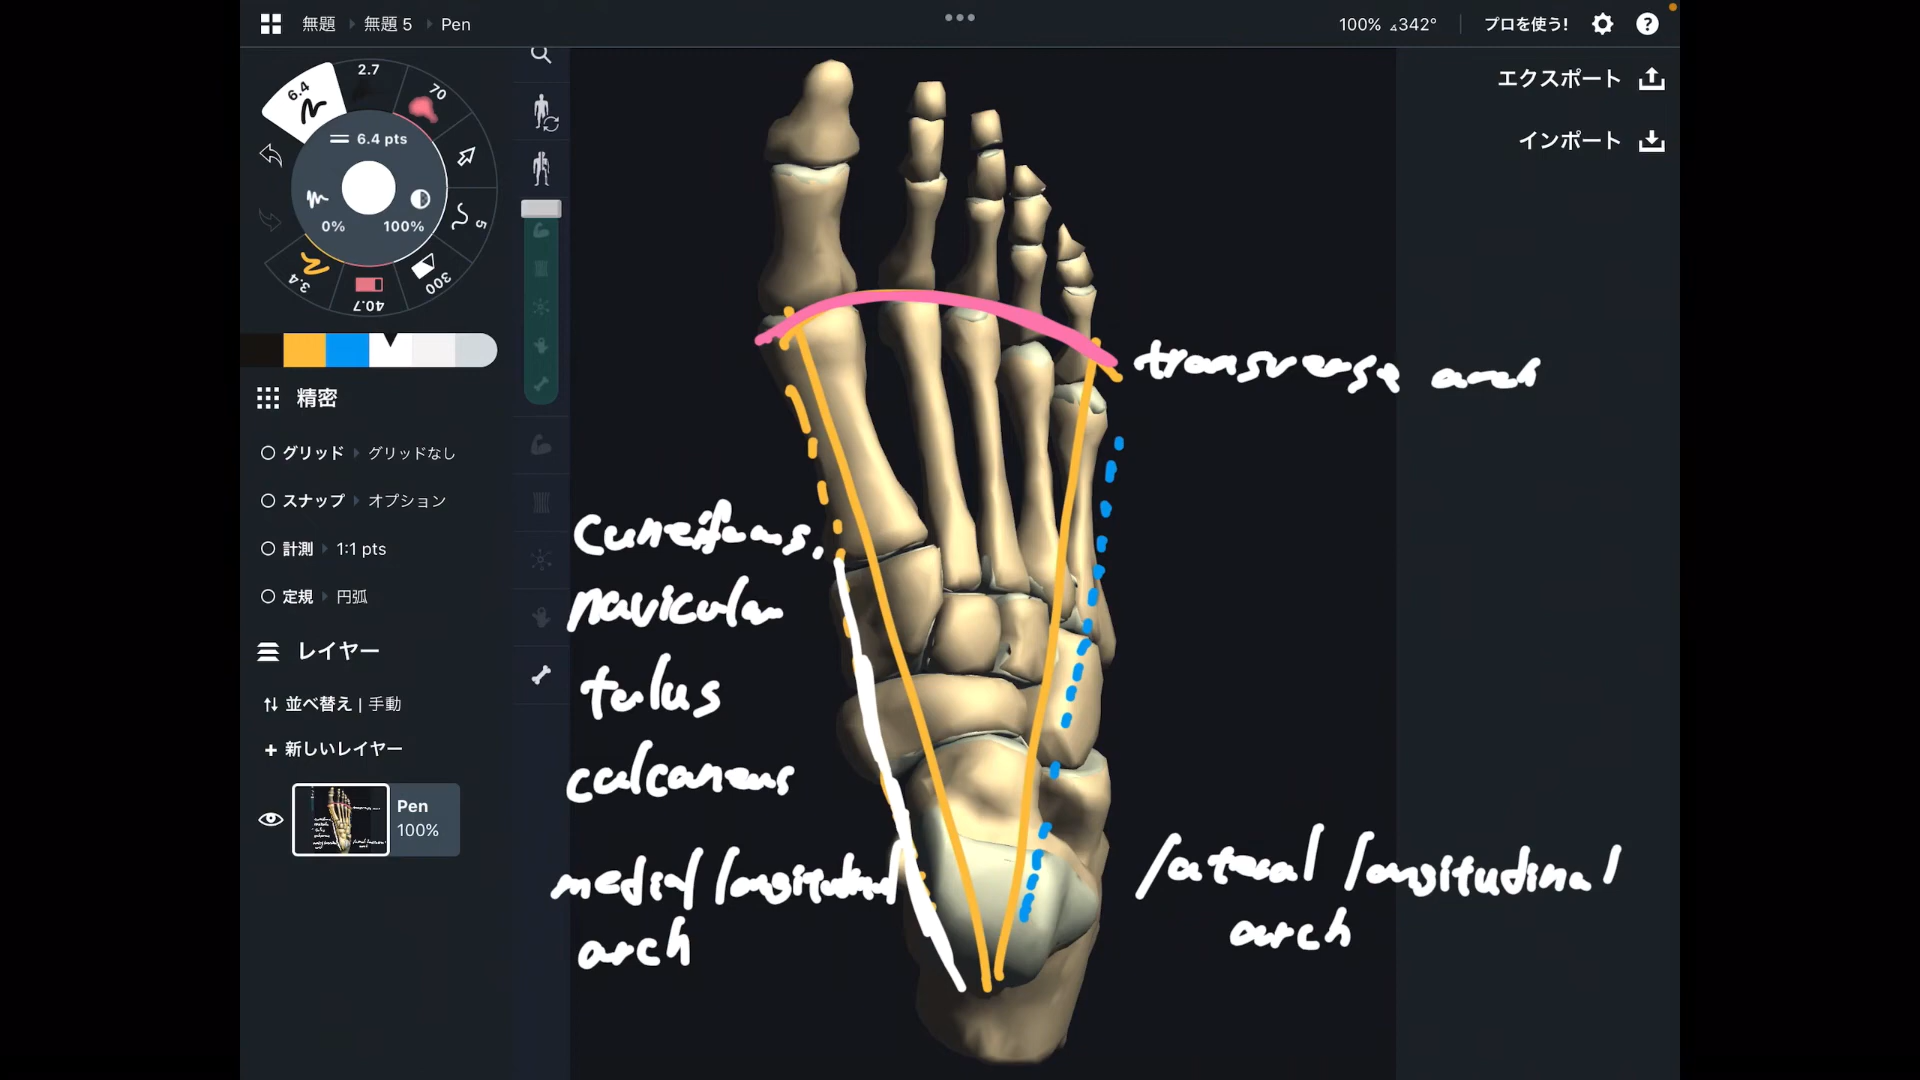 無題 無題 5 Pen
100% 342° プロを使う!
エクスポート
インポート
6.4
2.7
70
5
300
40.7
3.4
6.4 pts
0% 100%
精密
グリッド グリッドなし
スナップ オプション
計測 1:1 pts
定規 円弧
レイヤー
並べ替え | 手動
+ 新しいレイヤー
Pen
100%
transverse arch
cuneiforms,
navicular
talus
calcaneus
medial longitudinal
arch
lateral longitudinal
arch